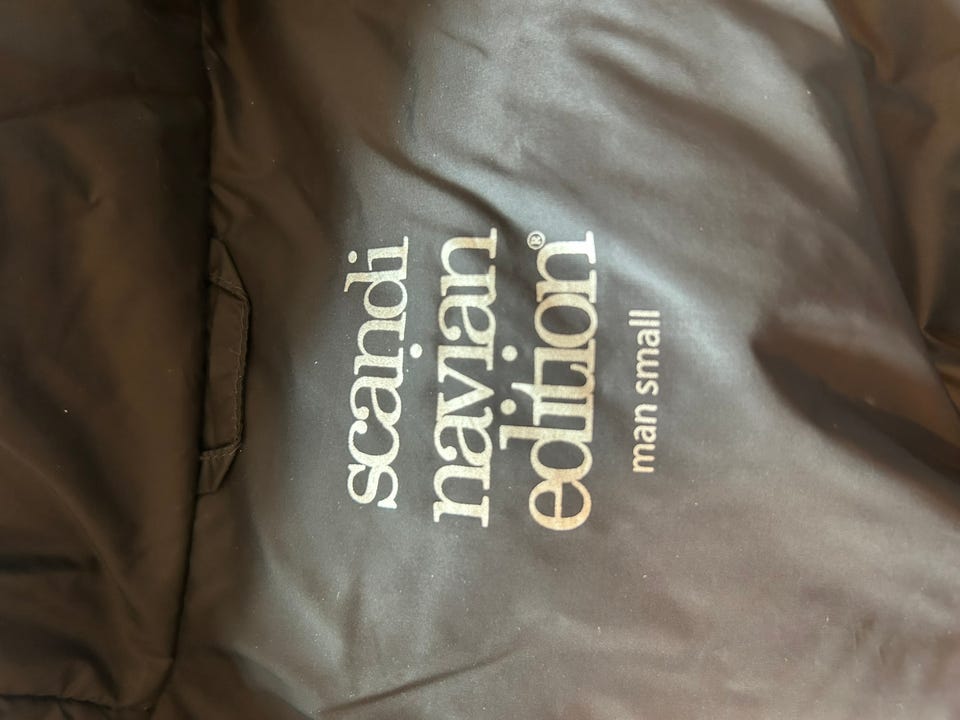 scandi
navian
edition®
man small